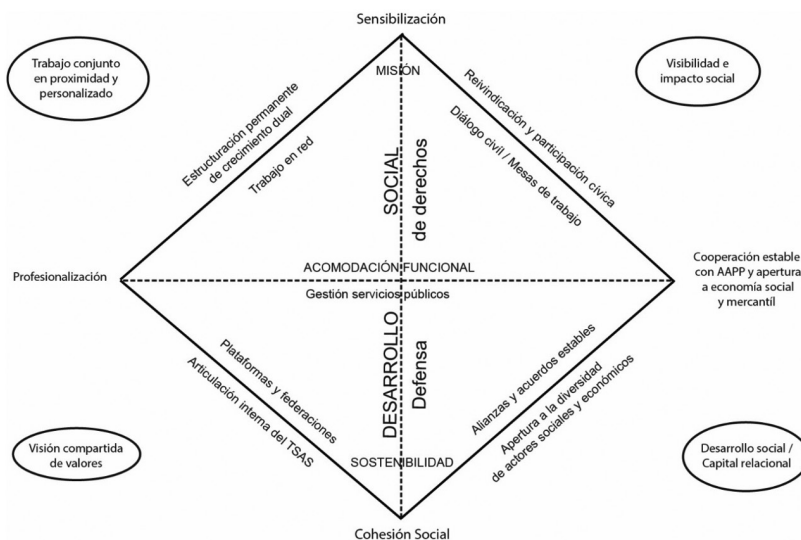 Sensibilización
Trabajo conjunto
en proximidad y
personalizado
Visibilidad e
impacto social
MISIÓN
Estructuración permanente
de crecimiento dual
Trabajo en red
Reivindicación y participación cívica
Diálogo civil / Mesas de trabajo
SOCIAL
de derechos
Profesionalización
ACOMODACIÓN FUNCIONAL
Gestión servicios públicos
Cooperación estable
con AAPP y apertura
a economía social
y mercantíl
DESARROLLO
Defensa
Plataformas y federaciones
Articulación interna del TSAS
Alianzas y acuerdos estables
Apertura a la diversidad
de actores sociales y económicos
Visión compartida
de valores
SOSTENIBILIDAD
Desarrollo social /
Capital relacional
Cohesión Social